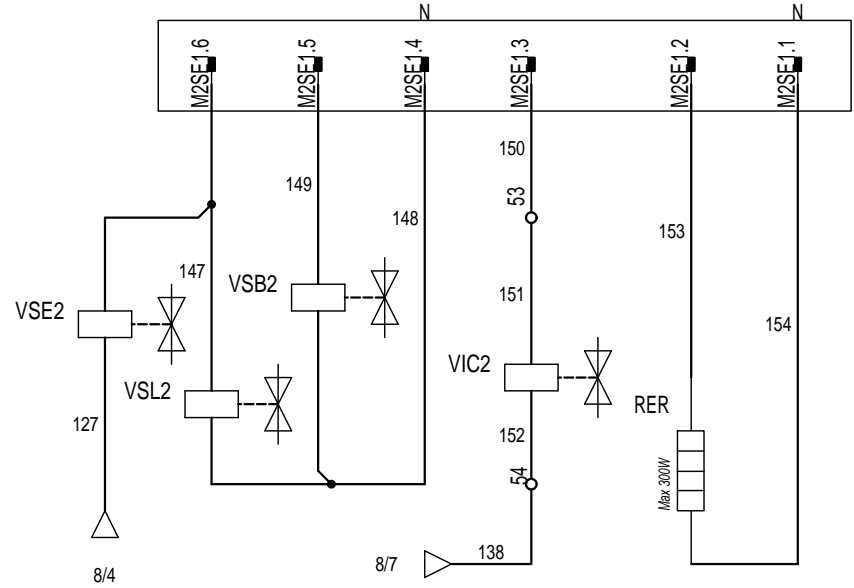 N
N
M2SE1.6
M2SE1.5
M2SE1.4
M2SE1.3
M2SE1.2
M2SE1.1
150
149
53
148
153
147
VSB2
151
VSE2
154
VIC2
VSL2
RER
127
152
Max 300W
54
138
8/7
8/4